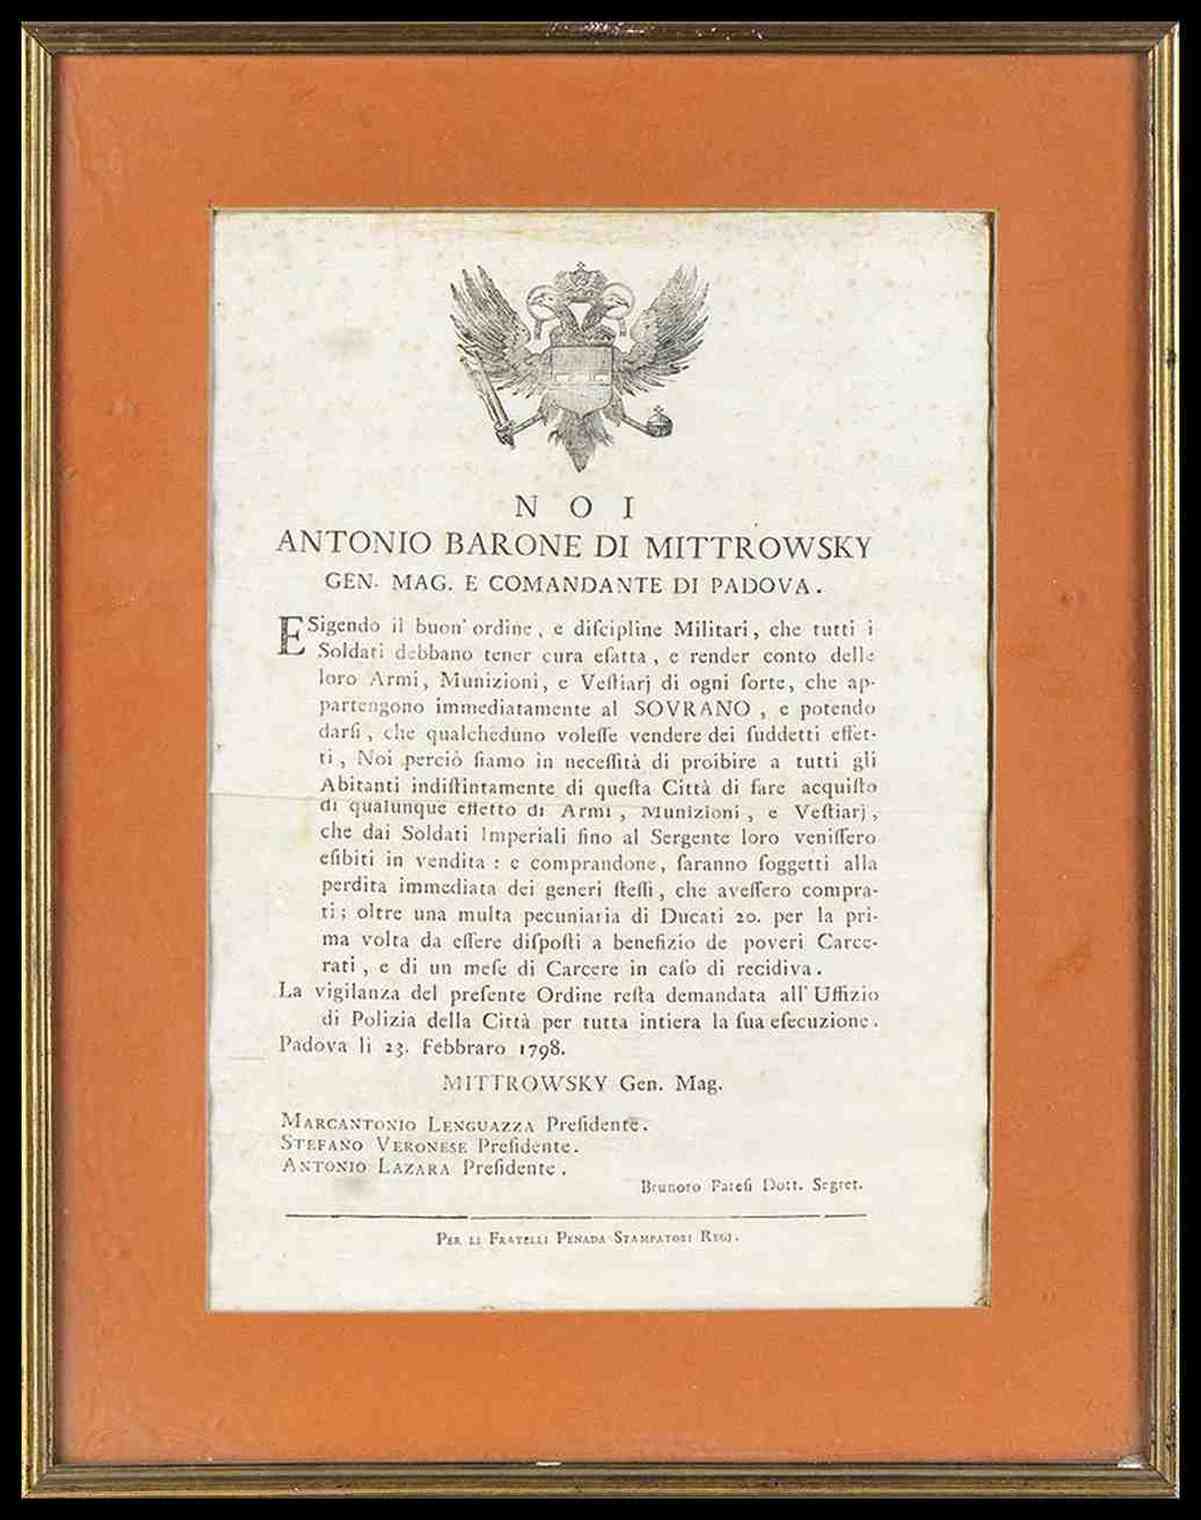 NOI
ANTONIO BARONE DI MITTROWSKY
GEN. MAG. E COMANDANTE DI PADOVA.
ESigendo il buon' ordine, e diſcipline Militari, che tutti i
Soldati debbano tener cura eſatta, e render conto delle
loro Armi, Munizioni, e Veſtiarj di ogni ſorte, che ap-
partengono immediatamente al SOVRANO, e potendo
darſi, che qualcheduno voleſſe vendere dei ſuddetti effet-
ti, Noi perciò ſiamo in neceſſità di proibire a tutti gli
Abitanti indiſtintamente di queſta Città di fare acquiſto
di qualunque effetto di Armi, Munizioni, e Veſtiarj,
che dai Soldati Imperiali fino al Sergente loro veniſſero
eſibiti in vendita: e comprandone, ſaranno ſoggetti alla
perdita immediata dei generi ſteſſi, che aveſſero compra-
ti; oltre una multa pecuniaria di Ducati 20. per la pri-
ma volta da eſſere diſpoſti a benefizio de poveri Carce-
rati, e di un meſe di Carcere in caſo di recidiva.
La vigilanza del preſente Ordine reſta demandata all' Uffizio
di Polizia della Città per tutta intiera la ſua eſecuzione.
Padova li 23. Febbraro 1798.
MITTROWSKY Gen. Mag.
MARCANTONIO LENGUAZZA Preſidente.
STEFANO VERONESE Preſidente.
ANTONIO LAZARA Preſidente.
Brunoro Dott. Segret.
PER LI FRATELLI PENADA STAMPATORI REGJ.